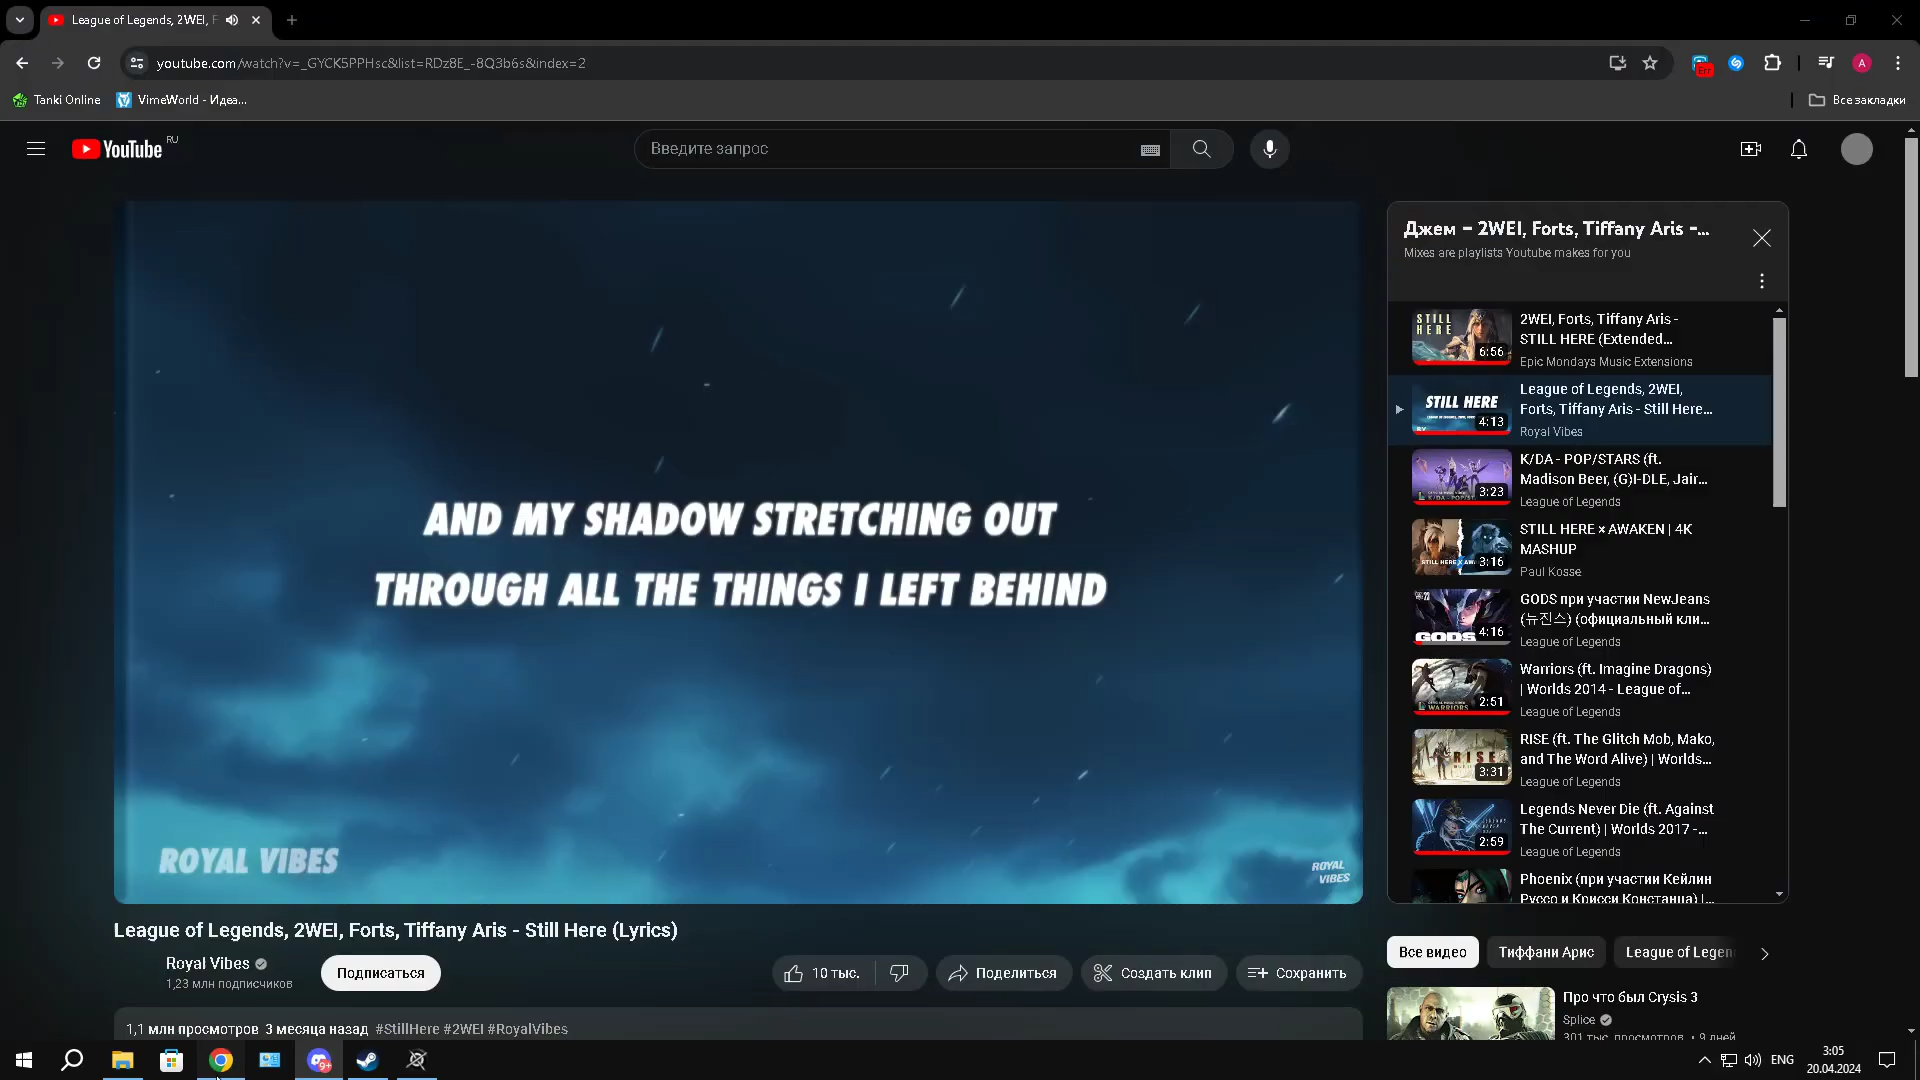 League of Legends, 2WEI, F
youtube.com/watch?v=_GYCK5PPHsc&list=RDz8E_-8Q3b6s&index=2
Err
A
Tanki Online
VimeWorld - Идеа...
Все закладки
YouTube
RU
Введите запрос
Джем – 2WEI, Forts, Tiffany Aris -...
Mixes are playlists Youtube makes for you
STILL
HERE
6:56
2WEI, Forts, Tiffany Aris -
STILL HERE (Extended...
Epic Mondays Music Extensions
STILL HERE
4:13
League of Legends, 2WEI,
Forts, Tiffany Aris - Still Here...
Royal Vibes
3:23
K/DA - POP/STARS (ft.
Madison Beer, (G)I-DLE, Jair...
League of Legends
3:16
STILL HERE × AWAKEN | 4K
MASHUP
Paul Kosse
GODS
4:16
GODS при участии NewJeans
(뉴진스) (официальный кли...
League of Legends
WARRIORS
2:51
Warriors (ft. Imagine Dragons)
| Worlds 2014 - League of...
League of Legends
RISE
3:31
RISE (ft. The Glitch Mob, Mako,
and The Word Alive) | Worlds...
League of Legends
2:59
Legends Never Die (ft. Against
The Current) | Worlds 2017 -...
League of Legends
Phoenix (при участии Кейлин
Руссо и Крисси Констанца) |...
AND MY SHADOW STRETCHING OUT
THROUGH ALL THE THINGS I LEFT BEHIND
ROYAL VIBES
ROYAL
VIBES
League of Legends, 2WEI, Forts, Tiffany Aris - Still Here (Lyrics)
Royal Vibes
1,23 млн подписчиков
Подписаться
10 тыс.
Поделиться
Создать клип
Сохранить
1,1 млн просмотров 3 месяца назад #StillHere #2WEI #RoyalVibes
Все видео
Тиффани Арис
League of Legen
Про что был Crysis 3
Splice
301 тыс. просмотров • 9 дней
9+
ENG
3:05
20.04.2024